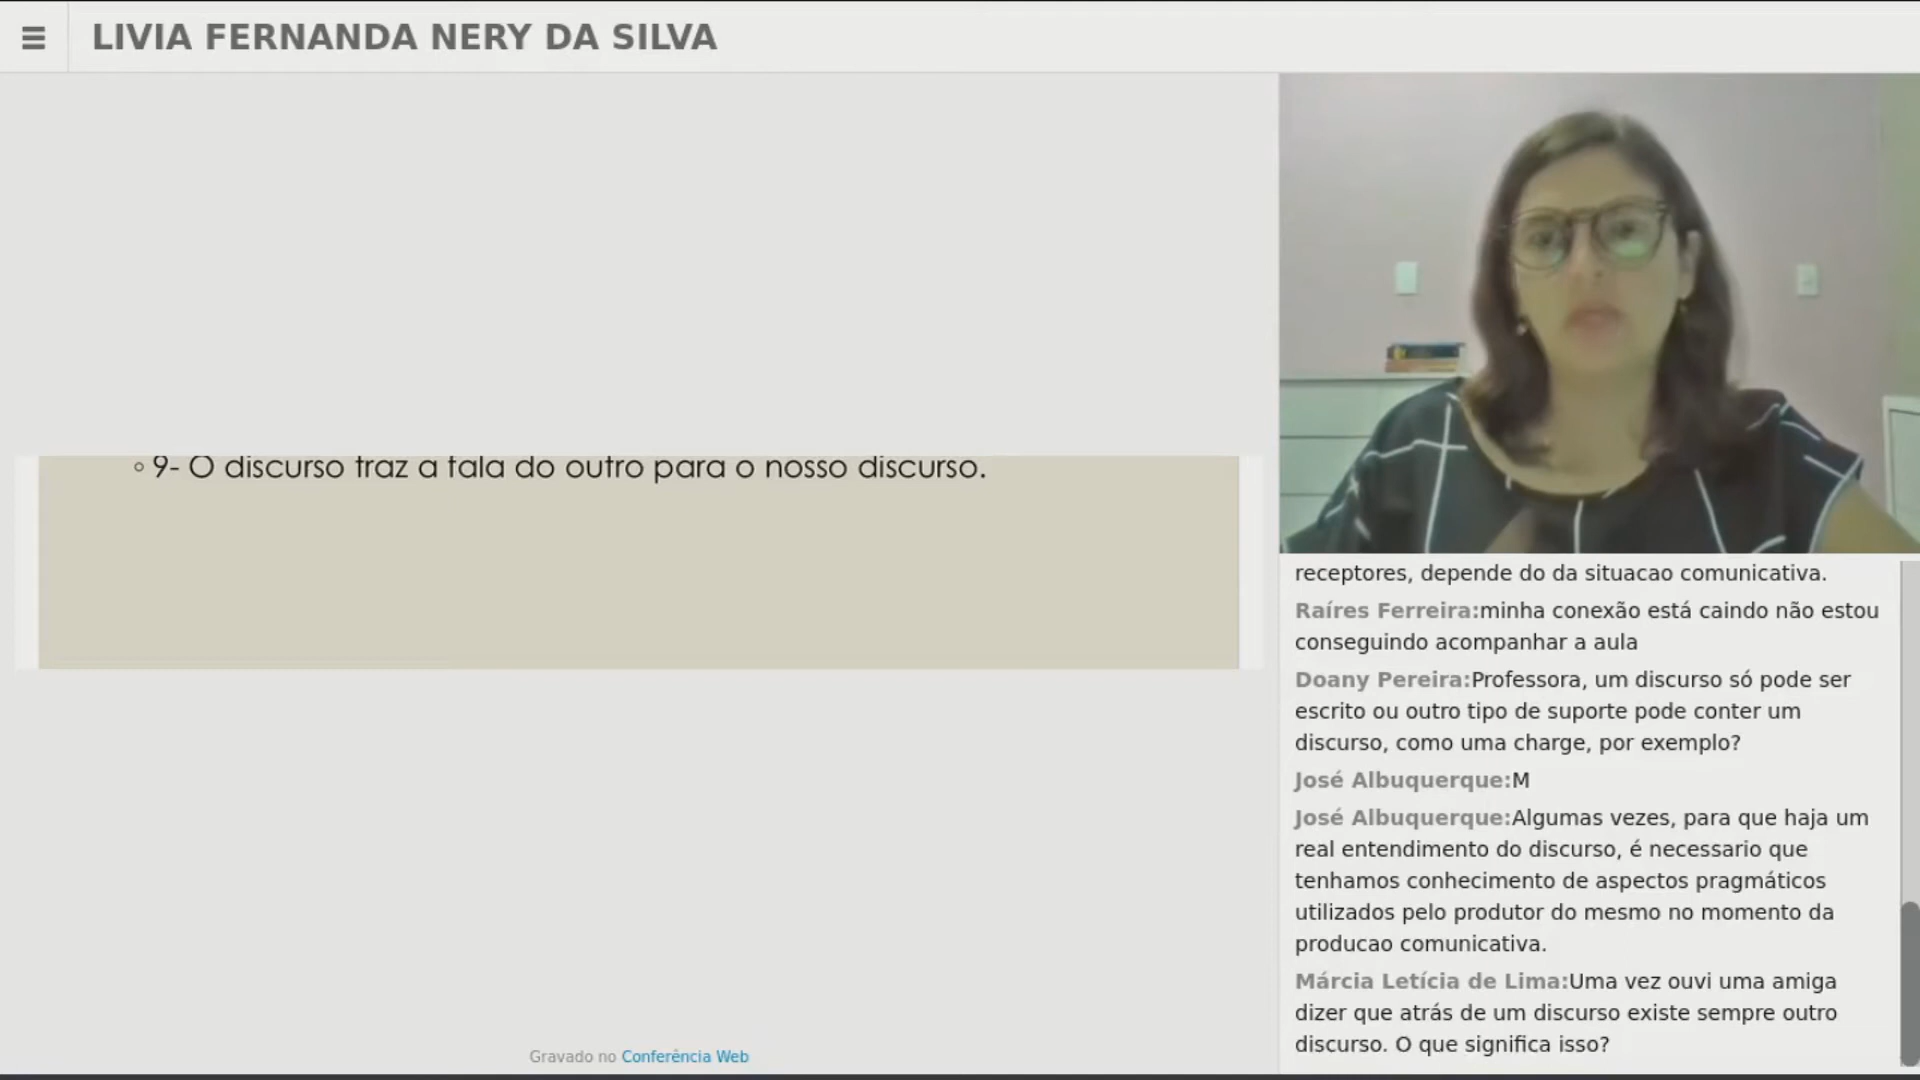 LIVIA FERNANDA NERY DA SILVA
◦ 9- O discurso traz a fala do outro para o nosso discurso.
receptores, depende do da situacao comunicativa.
Raíres Ferreira:minha conexão está caindo não estou
conseguindo acompanhar a aula
Doany Pereira:Professora, um discurso só pode ser
escrito ou outro tipo de suporte pode conter um
discurso, como uma charge, por exemplo?
José Albuquerque:M
José Albuquerque:Algumas vezes, para que haja um
real entendimento do discurso, é necessario que
tenhamos conhecimento de aspectos pragmáticos
utilizados pelo produtor do mesmo no momento da
producao comunicativa.
Márcia Letícia de Lima:Uma vez ouvi uma amiga
dizer que atrás de um discurso existe sempre outro
discurso. O que significa isso?
Gravado no Conferência Web